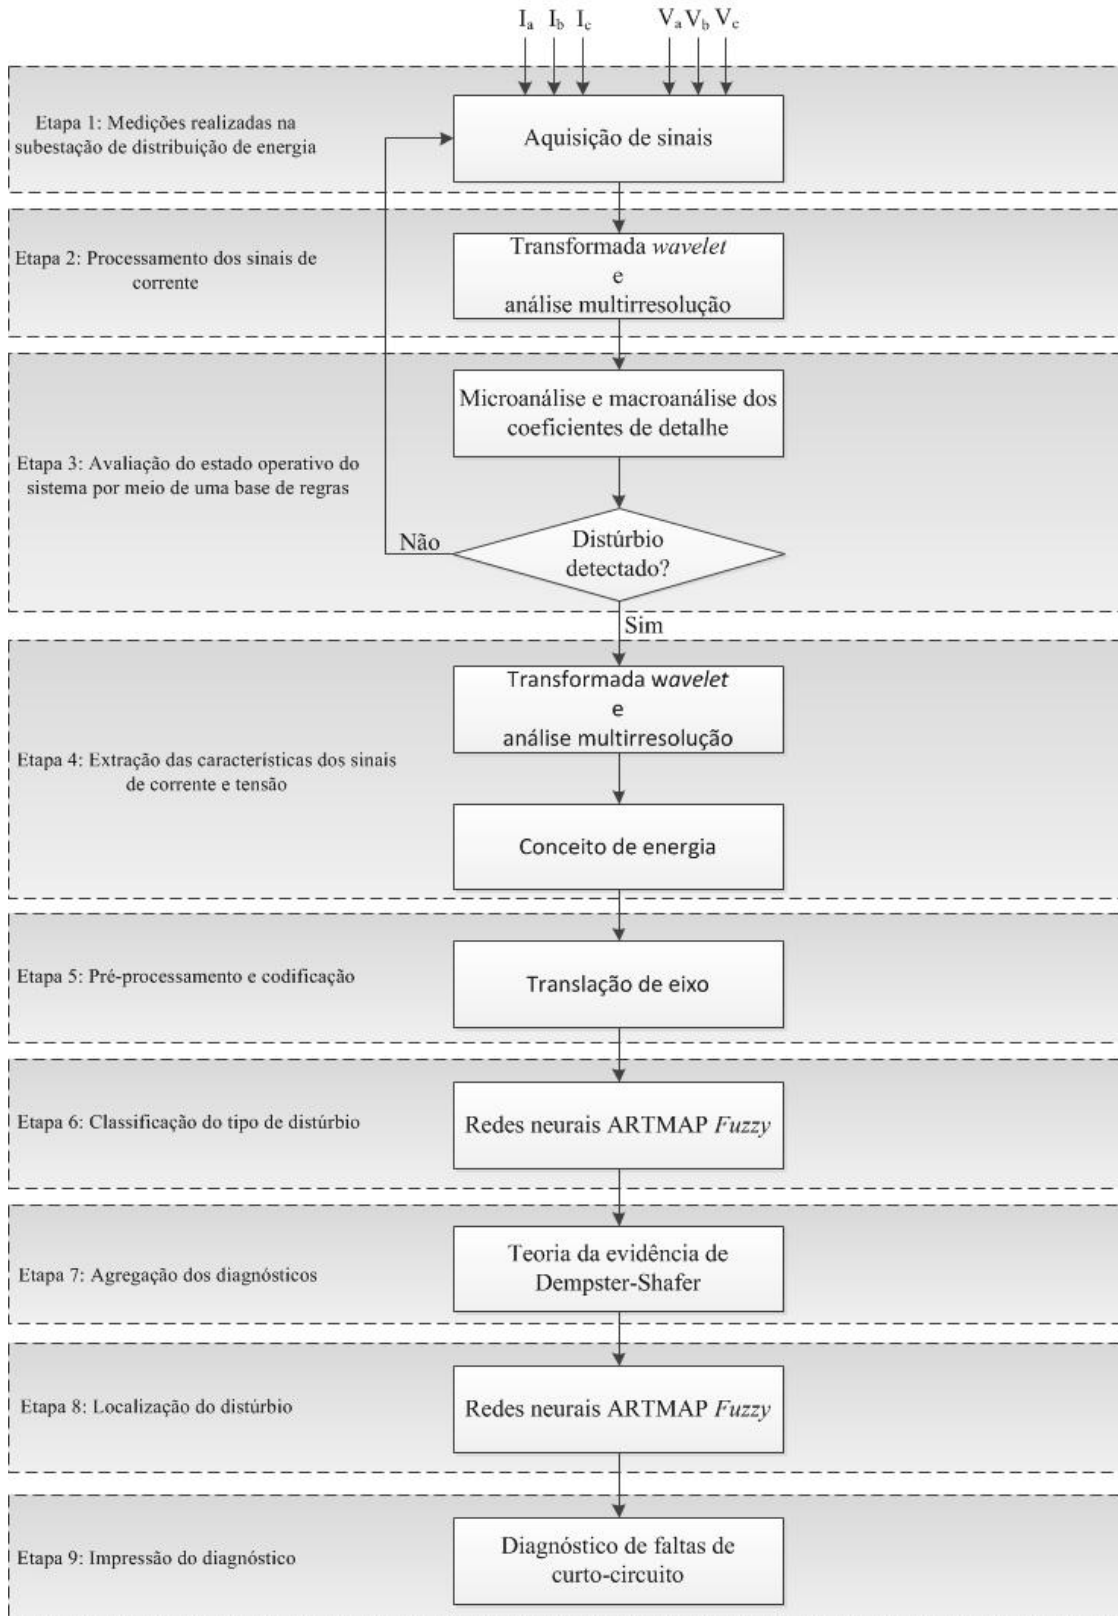 Ia Ib Ic Va Vb Vc
Etapa 1: Medições realizadas na
subestação de distribuição de energia
Aquisição de sinais
Etapa 2: Processamento dos sinais de
corrente
Transformada wavelet
e
análise multirresolução
Etapa 3: Avaliação do estado operativo do
sistema por meio de uma base de regras
Microanálise e macroanálise dos
coeficientes de detalhe
Não
Distúrbio
detectado?
Sim
Etapa 4: Extração das características dos sinais
de corrente e tensão
Transformada wavelet
e
análise multirresolução
Conceito de energia
Etapa 5: Pré-processamento e codificação
Translação de eixo
Etapa 6: Classificação do tipo de distúrbio
Redes neurais ARTMAP Fuzzy
Etapa 7: Agregação dos diagnósticos
Teoria da evidência de
Dempster-Shafer
Etapa 8: Localização do distúrbio
Redes neurais ARTMAP Fuzzy
Etapa 9: Impressão do diagnóstico
Diagnóstico de faltas de
curto-circuito